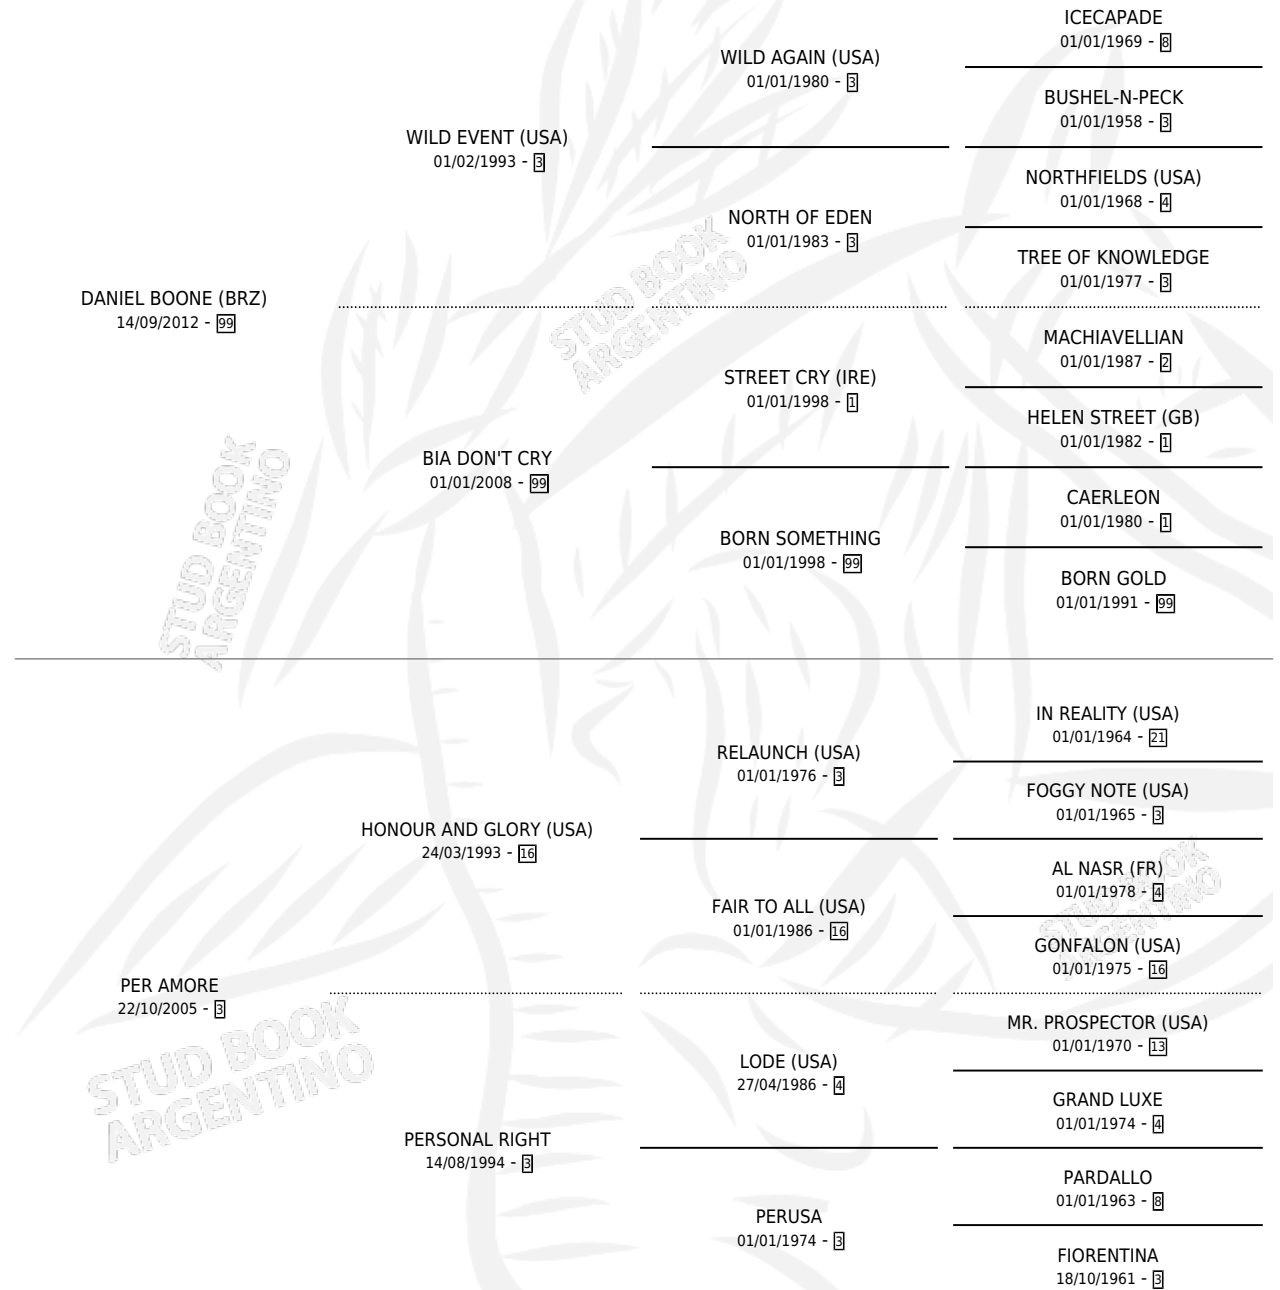 ICECAPADE
01/01/1969 - 8
WILD AGAIN (USA)
01/01/1980 - 3
BUSHEL-N-PECK
01/01/1958 - 3
WILD EVENT (USA)
01/02/1993 - 3
NORTHFIELDS (USA)
01/01/1968 - 4
NORTH OF EDEN
01/01/1983 - 3
TREE OF KNOWLEDGE
01/01/1977 - 3
DANIEL BOONE (BRZ)
14/09/2012 - 99
MACHIAVELLIAN
01/01/1987 - 2
STREET CRY (IRE)
01/01/1998 - 1
HELEN STREET (GB)
01/01/1982 - 1
BIA DON'T CRY
01/01/2008 - 99
CAERLEON
01/01/1980 - 1
BORN SOMETHING
01/01/1998 - 99
BORN GOLD
01/01/1991 - 99
STUD BOOK
ARGENTINO
STUD BOOK
ARGENTINO
IN REALITY (USA)
01/01/1964 - 21
RELAUNCH (USA)
01/01/1976 - 3
FOGGY NOTE (USA)
01/01/1965 - 3
HONOUR AND GLORY (USA)
24/03/1993 - 16
AL NASR (FR)
01/01/1978 - 4
FAIR TO ALL (USA)
01/01/1986 - 16
GONFALON (USA)
01/01/1975 - 16
PER AMORE
22/10/2005 - 3
MR. PROSPECTOR (USA)
01/01/1970 - 13
LODE (USA)
27/04/1986 - 4
GRAND LUXE
01/01/1974 - 4
PERSONAL RIGHT
14/08/1994 - 3
PARDALLO
01/01/1963 - 8
PERUSA
01/01/1974 - 3
FIORENTINA
18/10/1961 - 3
STUD BOOK
ARGENTINO
STUD BOOK
ARGENTINO